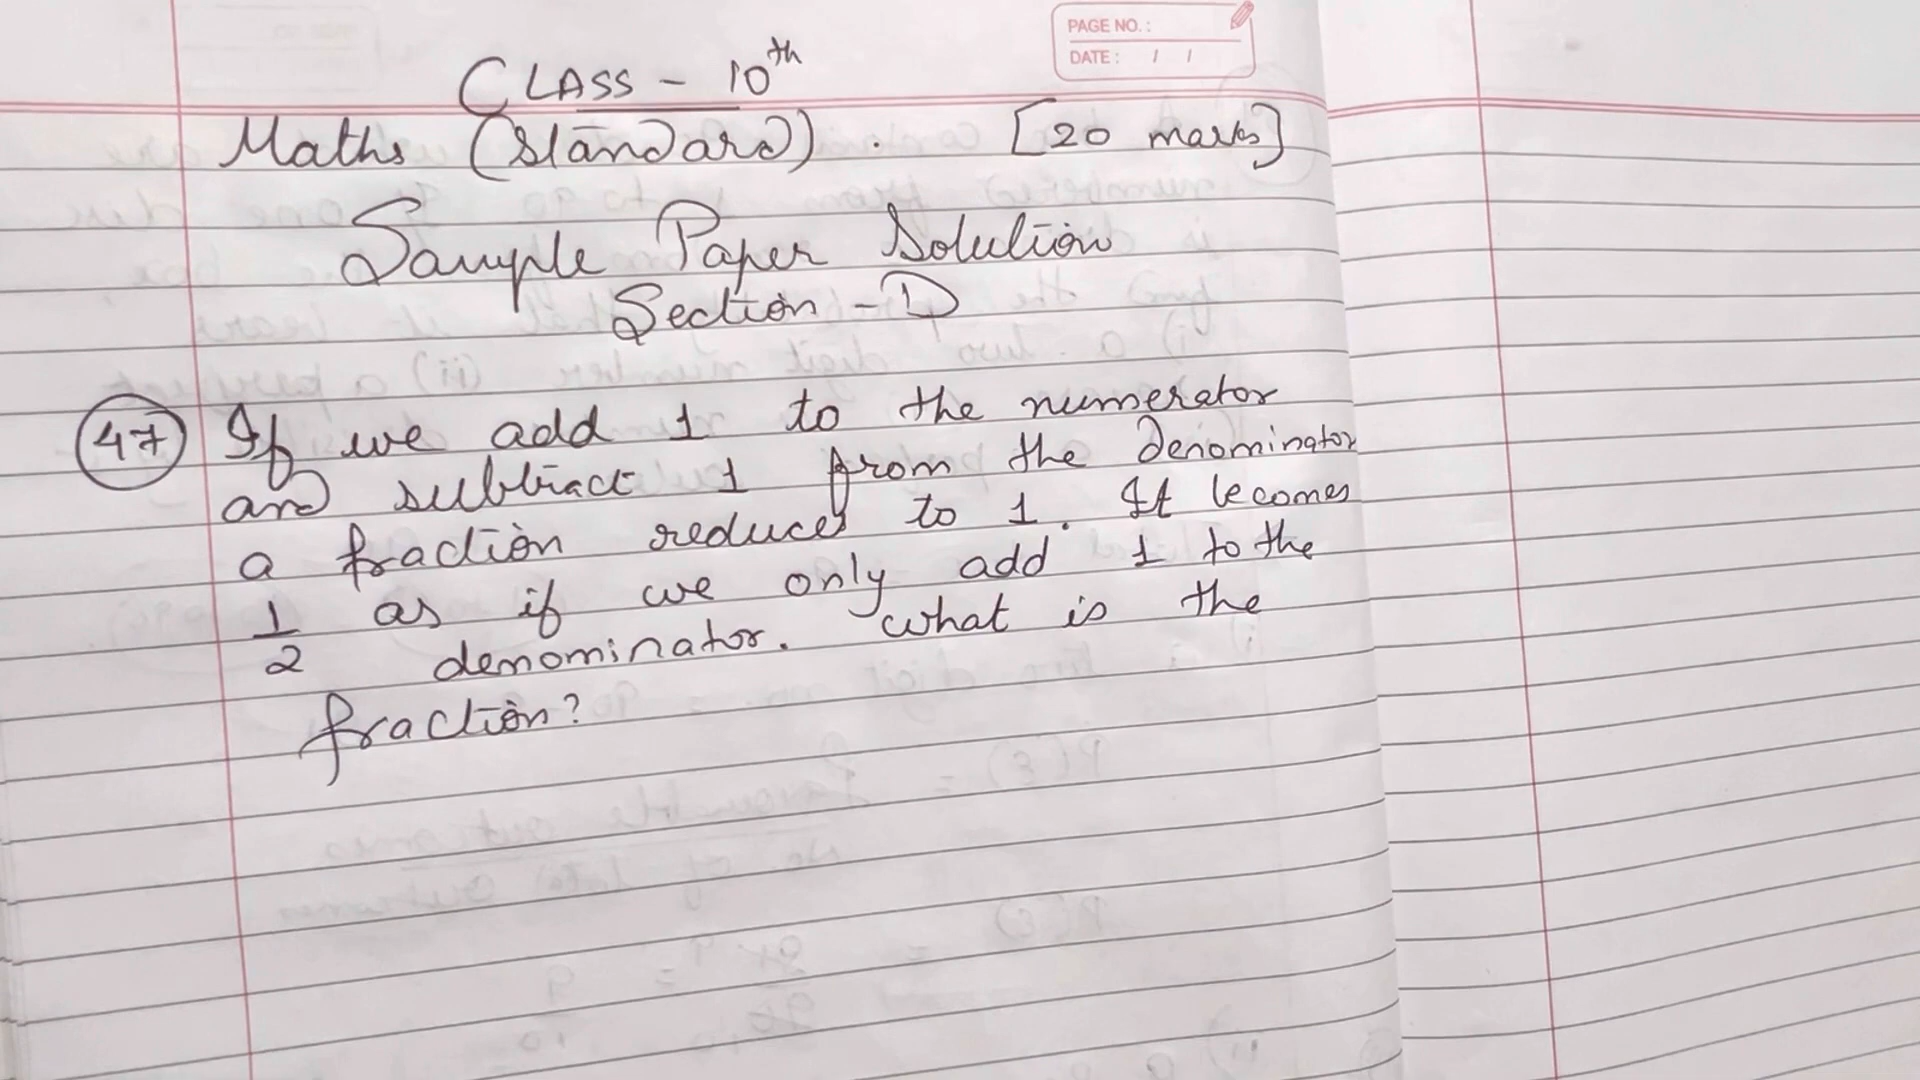 PAGE NO.:
DATE: / /
CLASS - 10th
Maths (Standard). [20 marks]
Sample Paper Solution
Section - D
47 If we add 1 to the numerator
and subtract 1 from the denominator
a fraction reduces to 1. It becomes
1/2 as if we only add 1 to the
denominator. What is the
fraction?